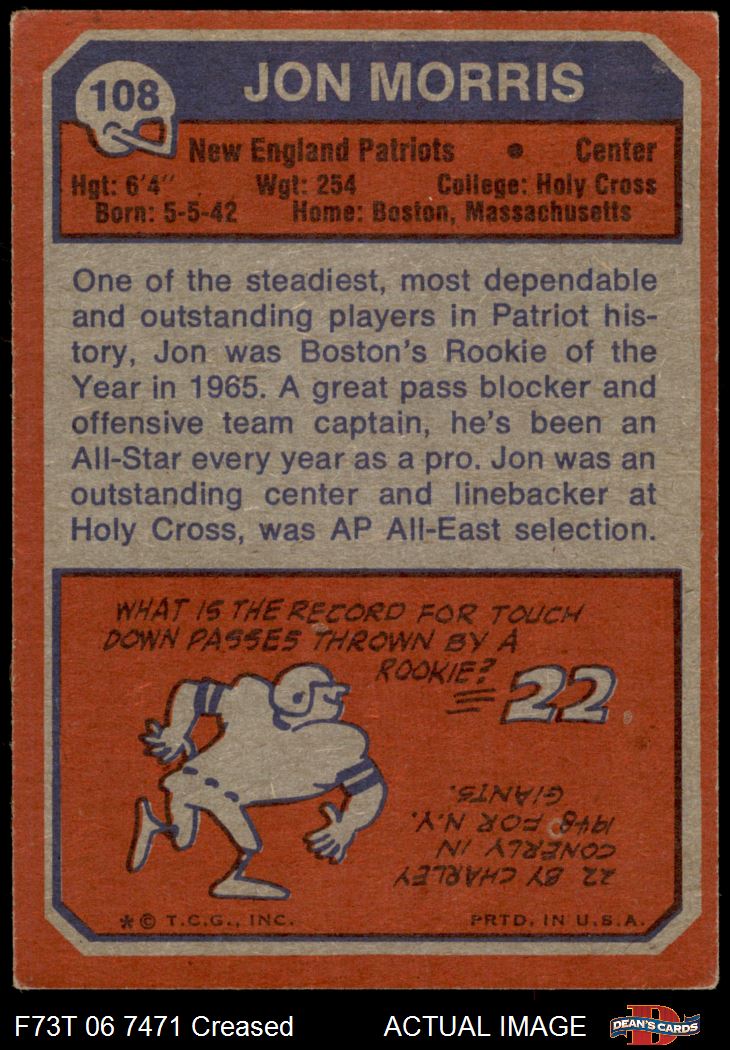 108
JON MORRIS
New England Patriots • Center
Hgt: 6'4" Wgt: 254 College: Holy Cross
Born: 5-5-42 Home: Boston, Massachusetts
One of the steadiest, most dependable
and outstanding players in Patriot his-
tory, Jon was Boston's Rookie of the
Year in 1965. A great pass blocker and
offensive team captain, he's been an
All-Star every year as a pro. Jon was an
outstanding center and linebacker at
Holy Cross, was AP All-East selection.
WHAT IS THE RECORD FOR TOUCH
DOWN PASSES THROWN BY A
ROOKIE?
22
22 BY CHARLEY
CONERLY IN
1948 FOR N.Y.
GIANTS.
* © T.C.G., INC. PRTD. IN U.S.A.
F73T 06 7471 Creased ACTUAL IMAGE
DEAN'S CARDS